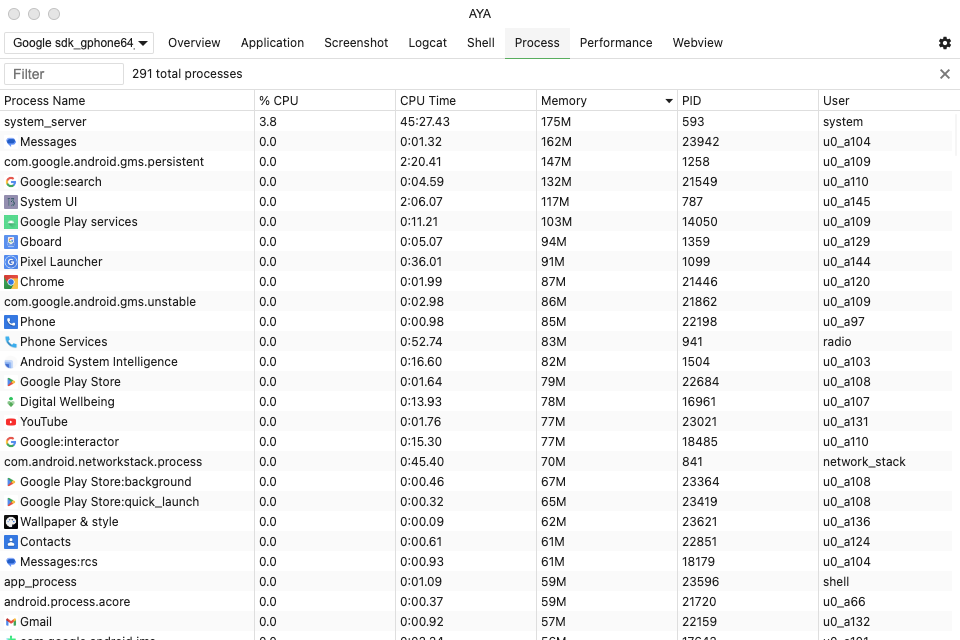 AYA
Google sdk_gphone64_ Overview Application Screenshot Logcat Shell Process Performance Webview
Filter 291 total processes
Process Name % CPU CPU Time Memory PID User
system_server 3.8 45:27.43 175M 593 system
Messages 0.0 0:01.32 162M 23942 u0_a104
com.google.android.gms.persistent 0.0 2:20.41 147M 1258 u0_a109
Google:search 0.0 0:04.59 132M 21549 u0_a110
System UI 0.0 2:06.07 117M 787 u0_a145
Google Play services 0.0 0:11.21 103M 14050 u0_a109
Gboard 0.0 0:05.07 94M 1359 u0_a129
Pixel Launcher 0.0 0:36.01 91M 1099 u0_a144
Chrome 0.0 0:01.99 87M 21446 u0_a120
com.google.android.gms.unstable 0.0 0:02.98 86M 21862 u0_a109
Phone 0.0 0:00.98 85M 22198 u0_a97
Phone Services 0.0 0:52.74 83M 941 radio
Android System Intelligence 0.0 0:16.60 82M 1504 u0_a103
Google Play Store 0.0 0:01.64 79M 22684 u0_a108
Digital Wellbeing 0.0 0:13.93 78M 16961 u0_a107
YouTube 0.0 0:01.76 77M 23021 u0_a131
Google:interactor 0.0 0:15.30 77M 18485 u0_a110
com.android.networkstack.process 0.0 0:45.40 70M 841 network_stack
Google Play Store:background 0.0 0:00.46 67M 23364 u0_a108
Google Play Store:quick_launch 0.0 0:00.32 65M 23419 u0_a108
Wallpaper & style 0.0 0:00.09 62M 23621 u0_a136
Contacts 0.0 0:00.61 61M 22851 u0_a124
Messages:rcs 0.0 0:00.93 61M 18179 u0_a104
app_process 0.0 0:01.09 59M 23596 shell
android.process.acore 0.0 0:00.37 59M 21720 u0_a66
Gmail 0.0 0:00.92 57M 22159 u0_a132